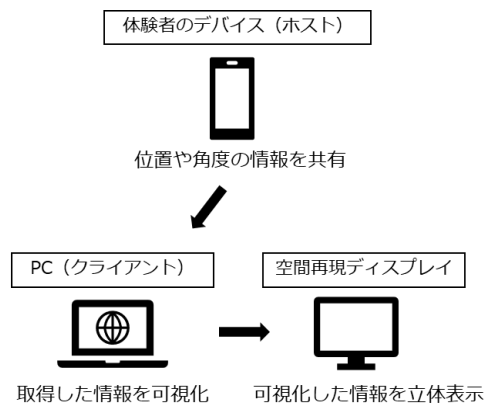 体験者のデバイス（ホスト）
位置や角度の情報を共有
PC（クライアント）
空間再現ディスプレイ
取得した情報を可視化
可視化した情報を立体表示